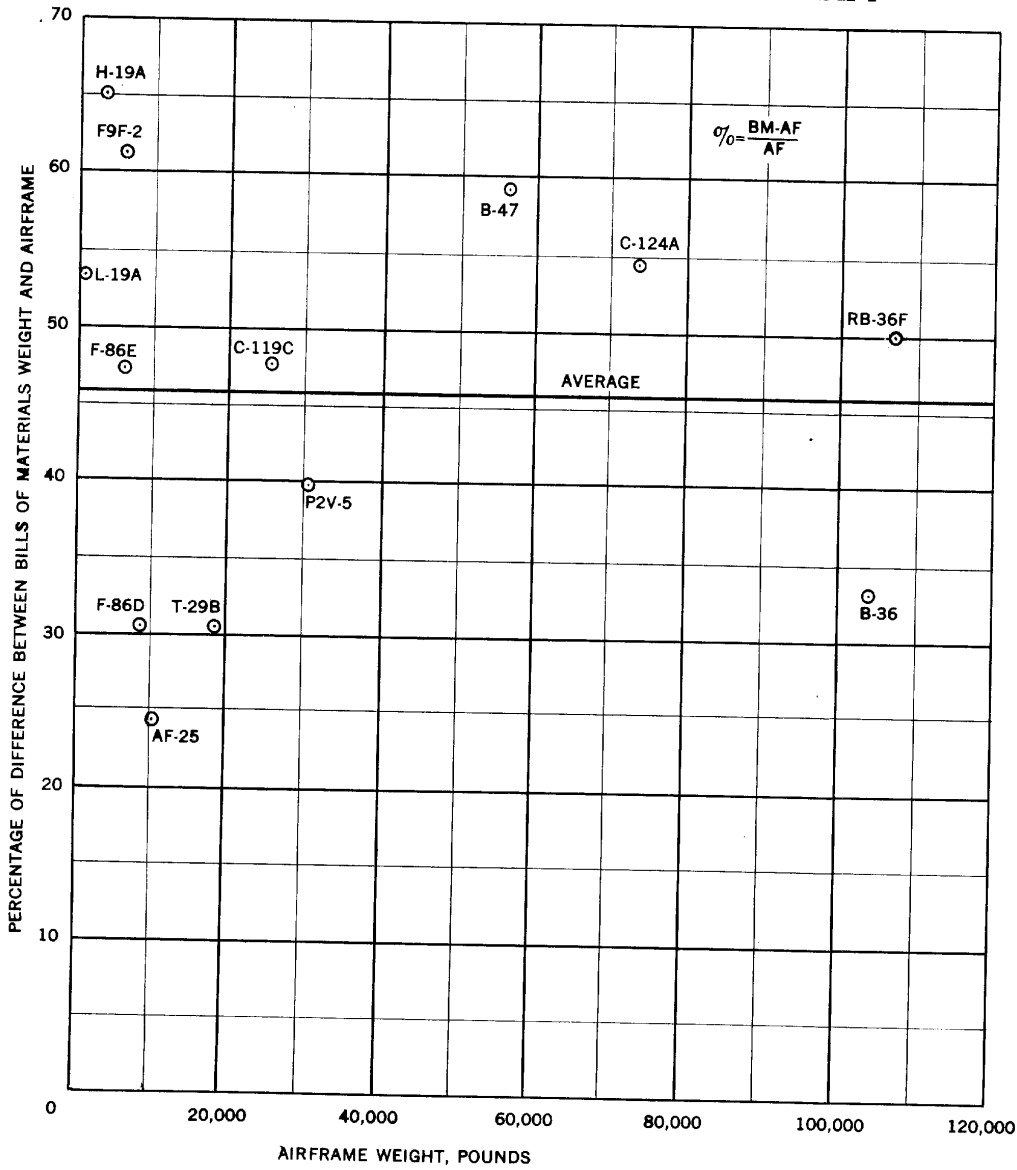 70
H-19A
%=BM-AF
AF
F9F-2
60
B-47
C-124A
L-19A
50
RB-36F
F-86E
C-119C
AVERAGE
40
P2V-5
F-86D
T-29B
B-36
30
AF-25
20
10
0
20,000
40,000
60,000
80,000
100,000
120,000
AIRFRAME WEIGHT, POUNDS
PERCENTAGE OF DIFFERENCE BETWEEN BILLS OF MATERIALS WEIGHT AND AIRFRAME